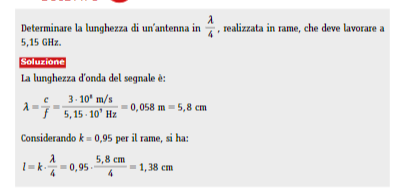 Determinare la lunghezza di un'antenna in λ/4, realizzata in rame, che deve lavorare a
5,15 GHz.
Soluzione
La lunghezza d'onda del segnale è:
λ = c/f = 3 · 10⁸ m/s / 5,15 · 10⁹ Hz = 0,058 m = 5,8 cm
Considerando k = 0,95 per il rame, si ha:
l = k · λ/4 = 0,95 · 5,8 cm/4 = 1,38 cm